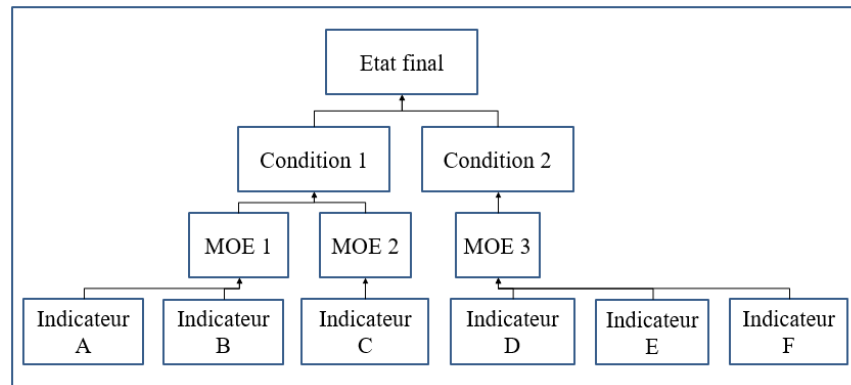 Etat final
Condition 1
Condition 2
MOE 1
MOE 2
MOE 3
Indicateur
A
Indicateur
B
Indicateur
C
Indicateur
D
Indicateur
E
Indicateur
F